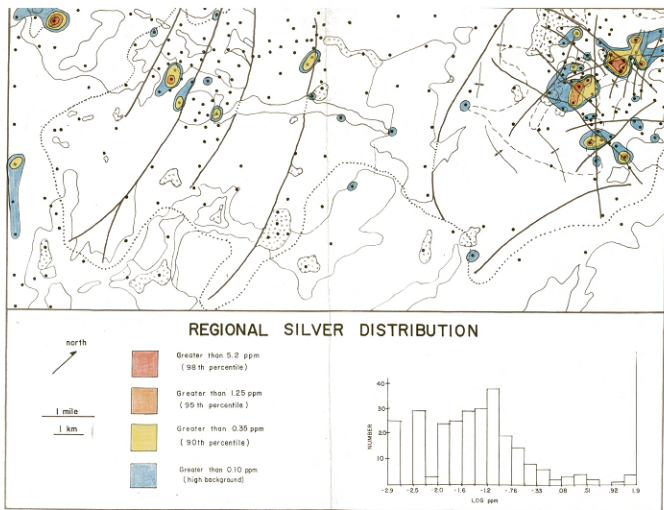 REGIONAL SILVER DISTRIBUTION
north
1 mile
1 km
Greater than 5.2 ppm
(98th percentile)
Greater than 1.25 ppm
(95th percentile)
Greater than 0.35 ppm
(90th percentile)
Greater than 0.10 ppm
(high background)
NUMBER
40
30
20
10
-2.9 -2.5 -2.0 -1.6 -1.2 -.76 -.33 .08 .51 .92 1.9
LOG ppm